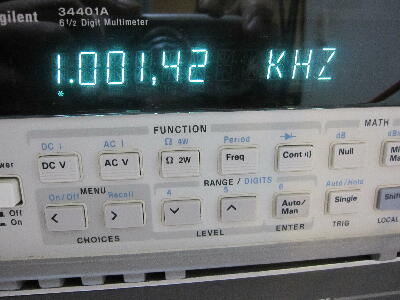 Agilent 34401A
6½ Digit Multimeter
1.001,42 KHZ
*
FUNCTION
MATH
DC I AC I Ω 4W Period dB
DC V AC V Ω 2W Freq Cont Null
On/Off MENU Recall
RANGE / DIGITS
4 5 6 Auto/Hold
< > Auto/Man Single Shift
CHOICES LEVEL ENTER TRIG LOCAL
Off
On